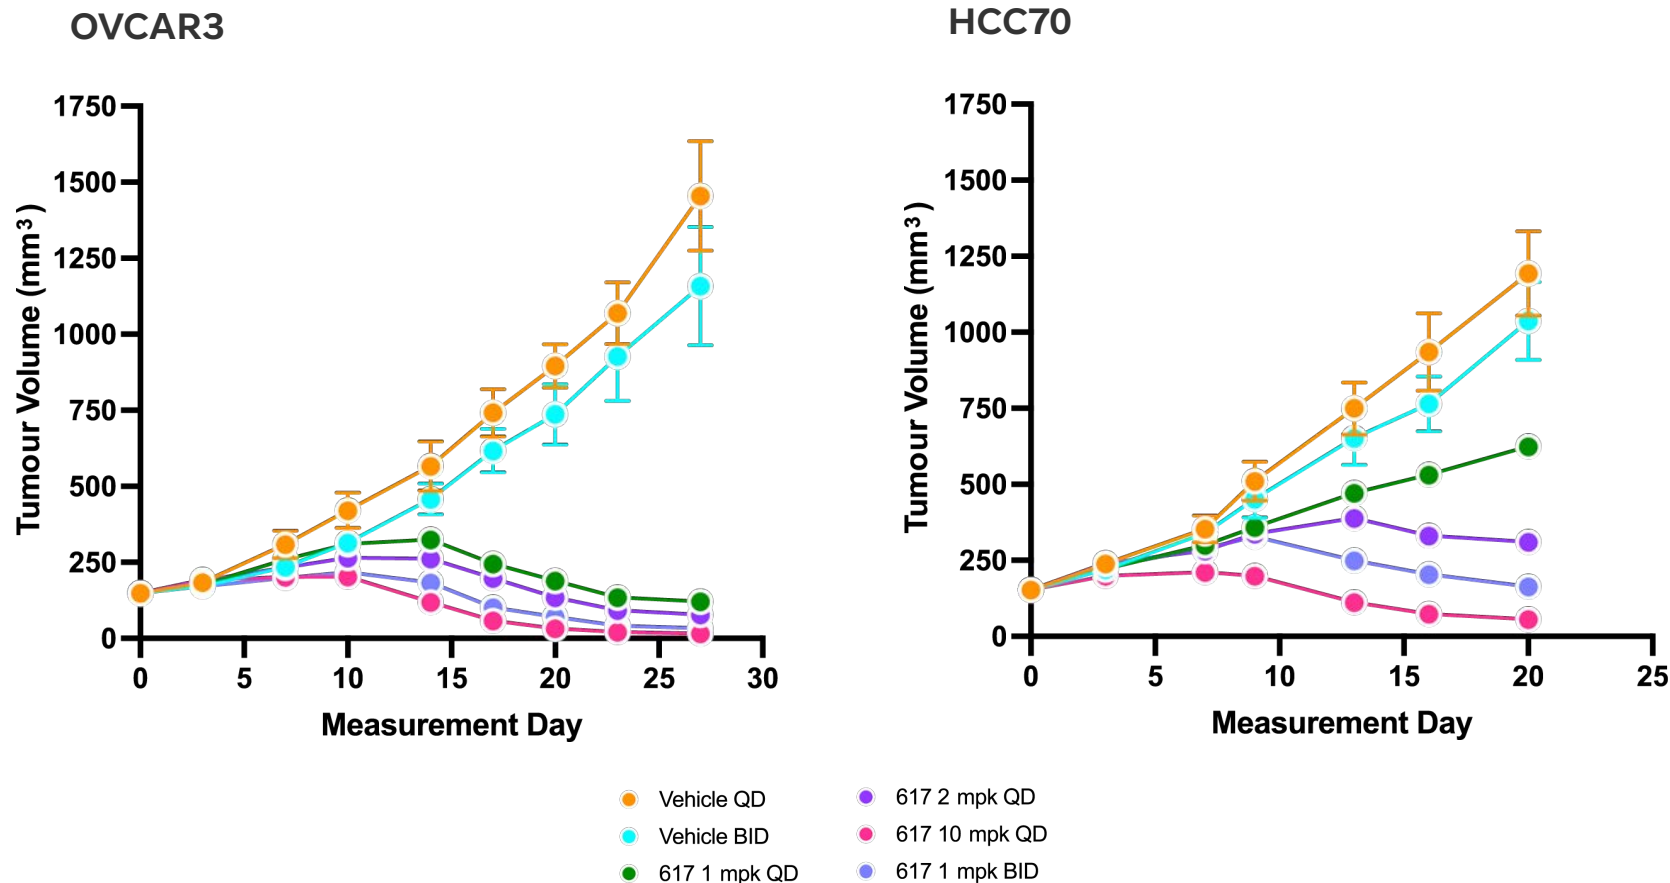 OVCAR3
HCC70
1750
1500
1250
1000
750
500
250
0
Tumour Volume (mm³)
0 5 10 15 20 25 30
Measurement Day
1750
1500
1250
1000
750
500
250
0
Tumour Volume (mm³)
0 5 10 15 20 25
Measurement Day
Vehicle QD
Vehicle BID
617 1 mpk QD
617 2 mpk QD
617 10 mpk QD
617 1 mpk BID